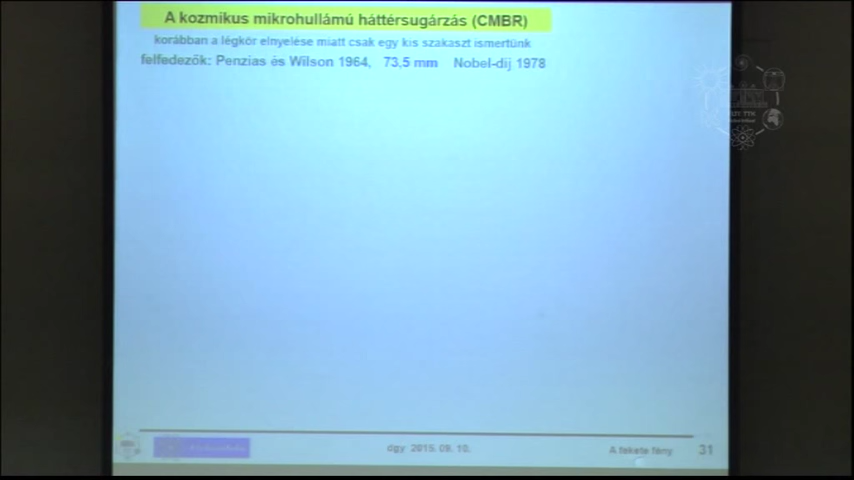 A kozmikus mikrohullámú háttérsugárzás (CMBR)
korábban a légkör elnyelése miatt csak egy kis szakaszt ismertünk
felfedezők: Penzias és Wilson 1964, 73,5 mm Nobel-díj 1978
dgy 2015. 09. 10.
A fekete fény
31